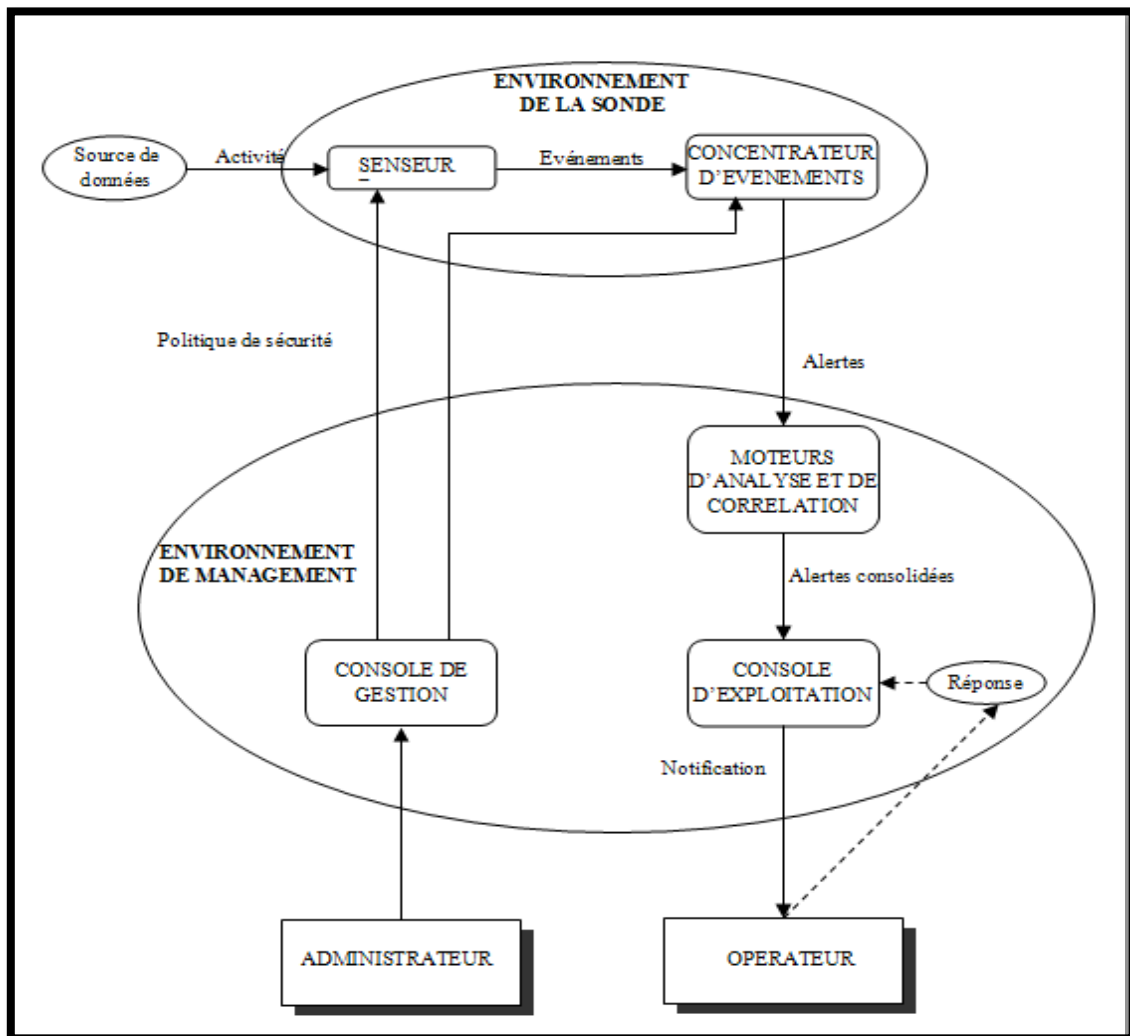 ENVIRONNEMENT
DE LA SONDE
Source de
données
Activité
SENSEUR
Evénements
CONCENTRATEUR
D’EVENEMENTS
Politique de sécurité
Alertes
MOTEURS
D’ANALYSE ET DE
CORRELATION
ENVIRONNEMENT
DE MANAGEMENT
Alertes consolidées
CONSOLE DE
GESTION
CONSOLE
D’EXPLOITATION
Réponse
Notification
ADMINISTRATEUR
OPERATEUR